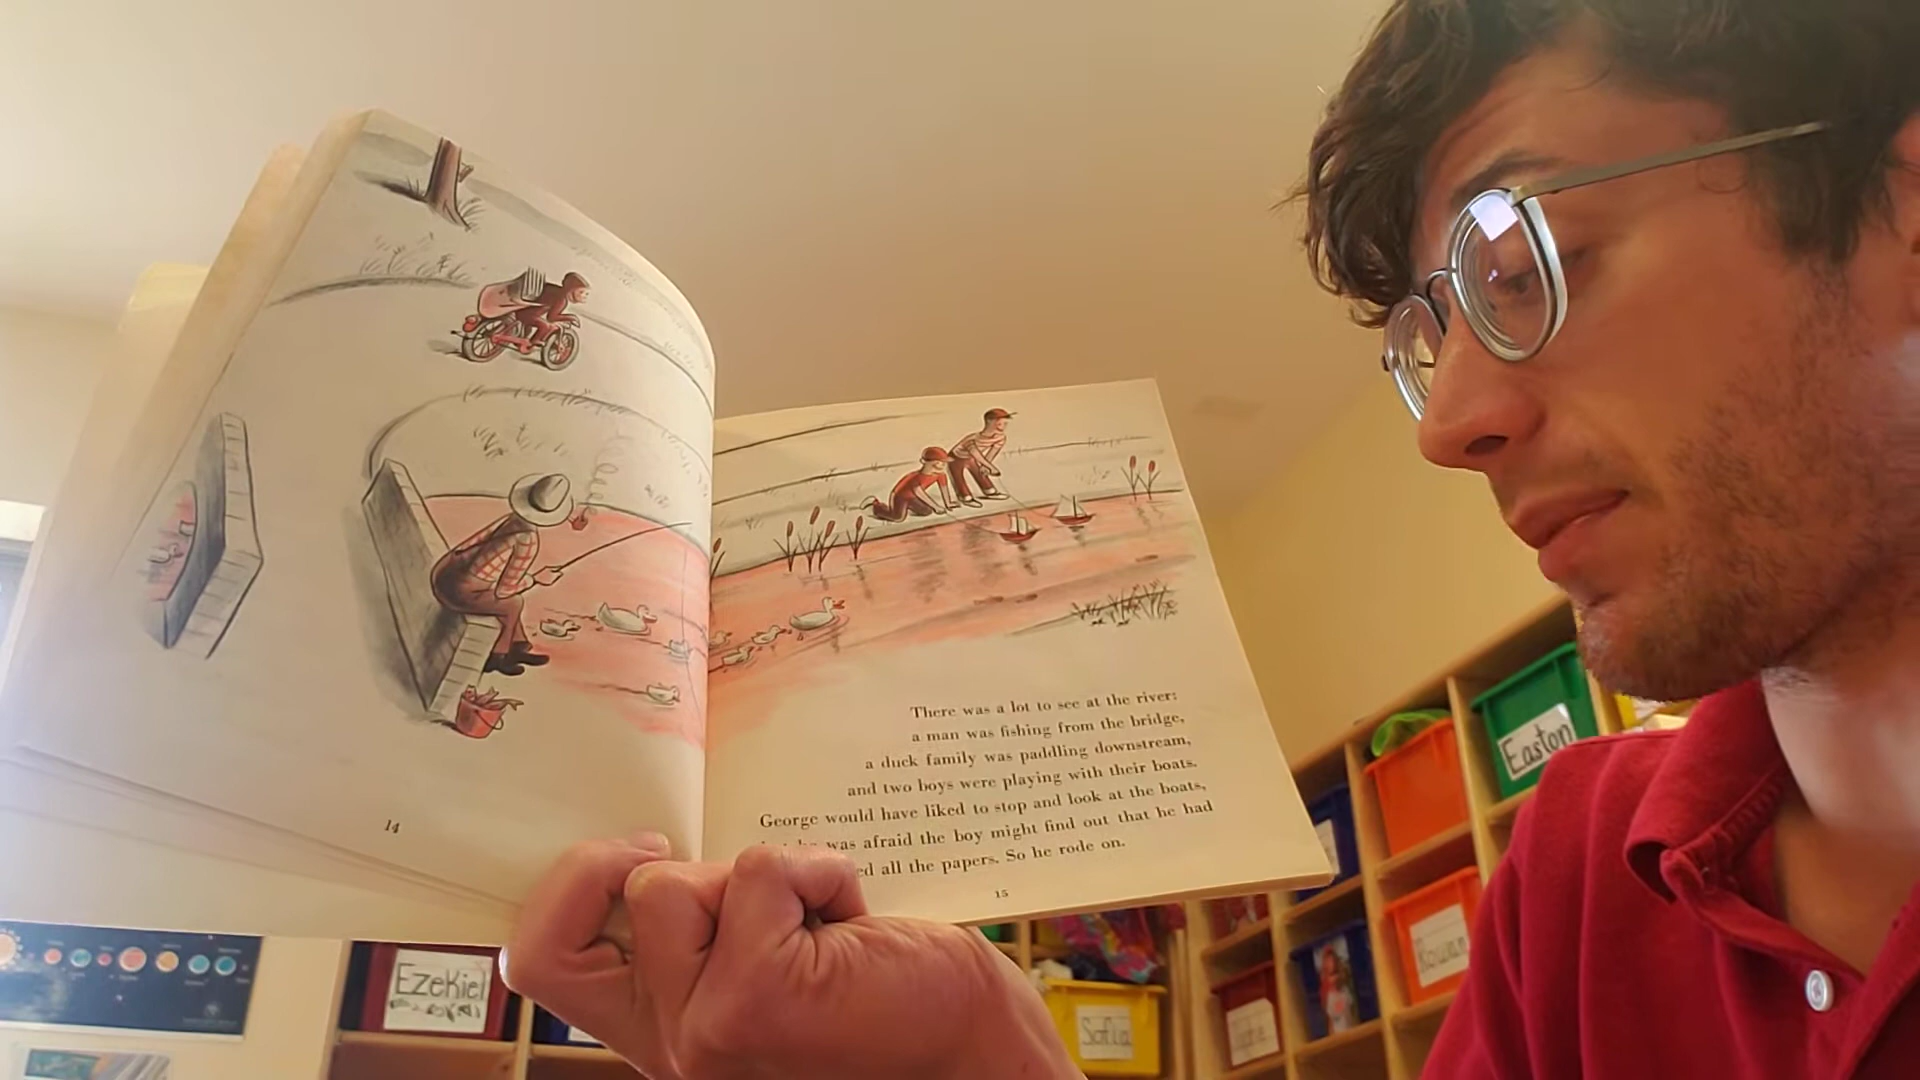 14
There was a lot to see at the river:
a man was fishing from the bridge,
a duck family was paddling downstream,
and two boys were playing with their boats.
George would have liked to stop and look at the boats,
was afraid the boy might find out that he had
all the papers. So he rode on.
15
Easton
Rowan
Ezekiel
Sofia